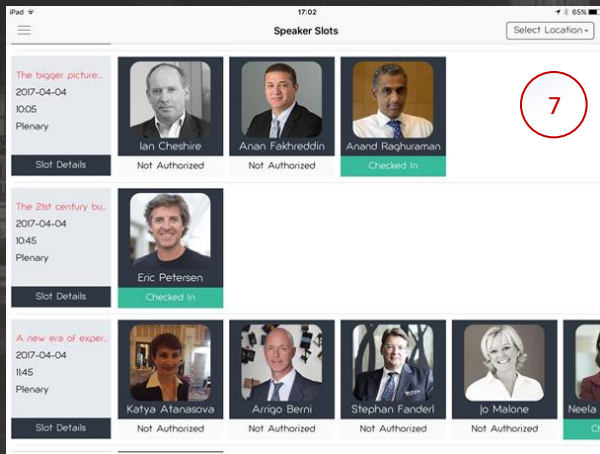 iPad 17:02 65%
Speaker Slots
Select Location
The bigger picture...
2017-04-04
10:05
Plenary
Slot Details
Ian Cheshire Anan Fakhreddin Anand Raghuraman
Not Authorized Not Authorized Checked In
7
The 21st century bu...
2017-04-04
10:45
Plenary
Slot Details
Eric Petersen
Checked In
A new era of exper...
2017-04-04
11:45
Plenary
Slot Details
Katya Atanasova Arrigo Berni Stephan Fanderl Jo Malone Neela
Not Authorized Not Authorized Not Authorized Not Authorized